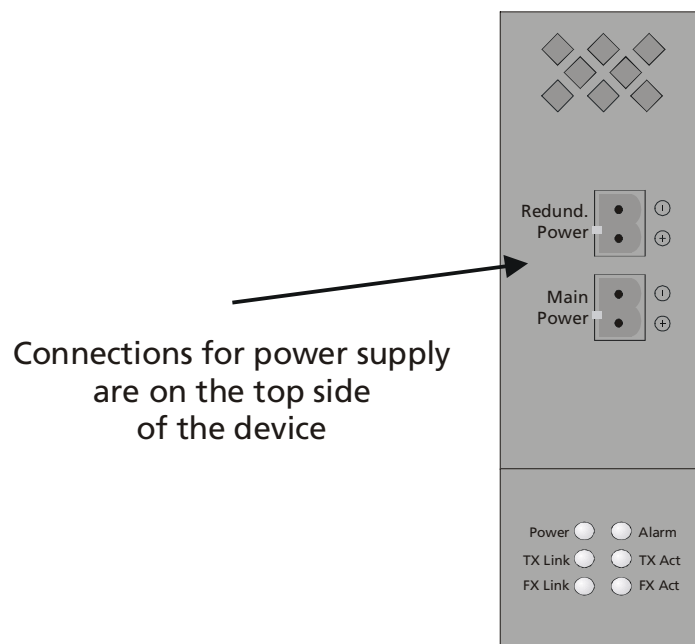 Redund.
Power
Main
Power
Connections for power supply
are on the top side
of the device
Power Alarm
TX Link TX Act
FX Link FX Act